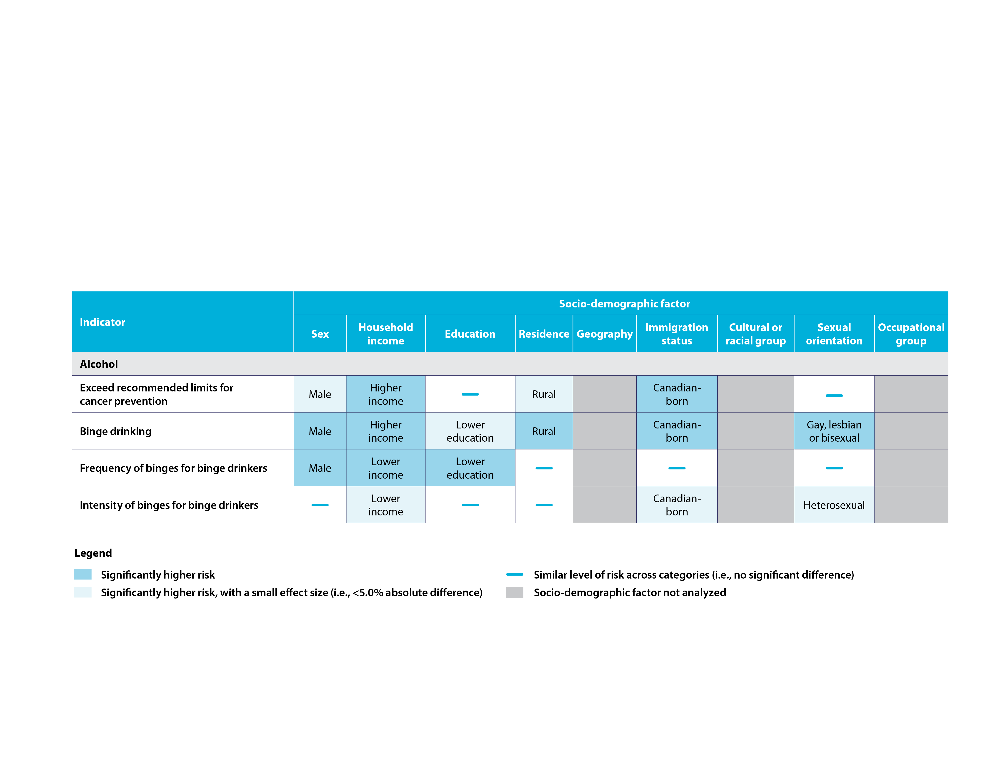 Socio-demographic factor
Indicator
Sex
Household
income
Education
Residence
Geography
Immigration
status
Cultural or
racial group
Sexual
orientation
Occupational
group
Alcohol
Exceed recommended limits for
cancer prevention
Male
Higher
income
—
Rural
Canadian-
born
—
Binge drinking
Male
Higher
income
Lower
education
Rural
Canadian-
born
Gay, lesbian
or bisexual
Frequency of binges for binge drinkers
Male
Lower
income
Lower
education
—
—
—
Intensity of binges for binge drinkers
—
Lower
income
—
—
Canadian-
born
Heterosexual
Legend
Significantly higher risk
Significantly higher risk, with a small effect size (i.e., <5.0% absolute difference)
— Similar level of risk across categories (i.e., no significant difference)
Socio-demographic factor not analyzed